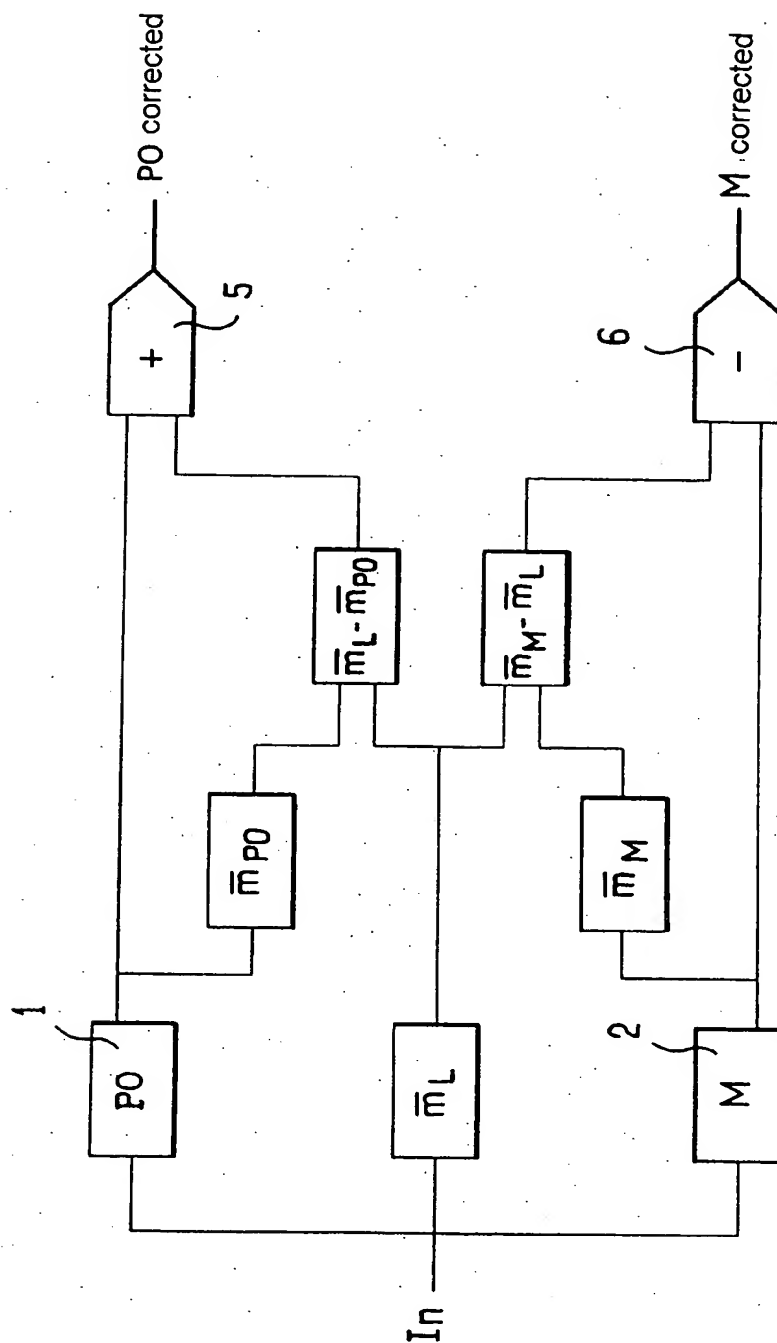 In
PO
1
m̅L
M
2
m̅PO
m̅M
m̅L - m̅PO
m̅M - m̅L
+
5
-
6
PO corrected
M corrected